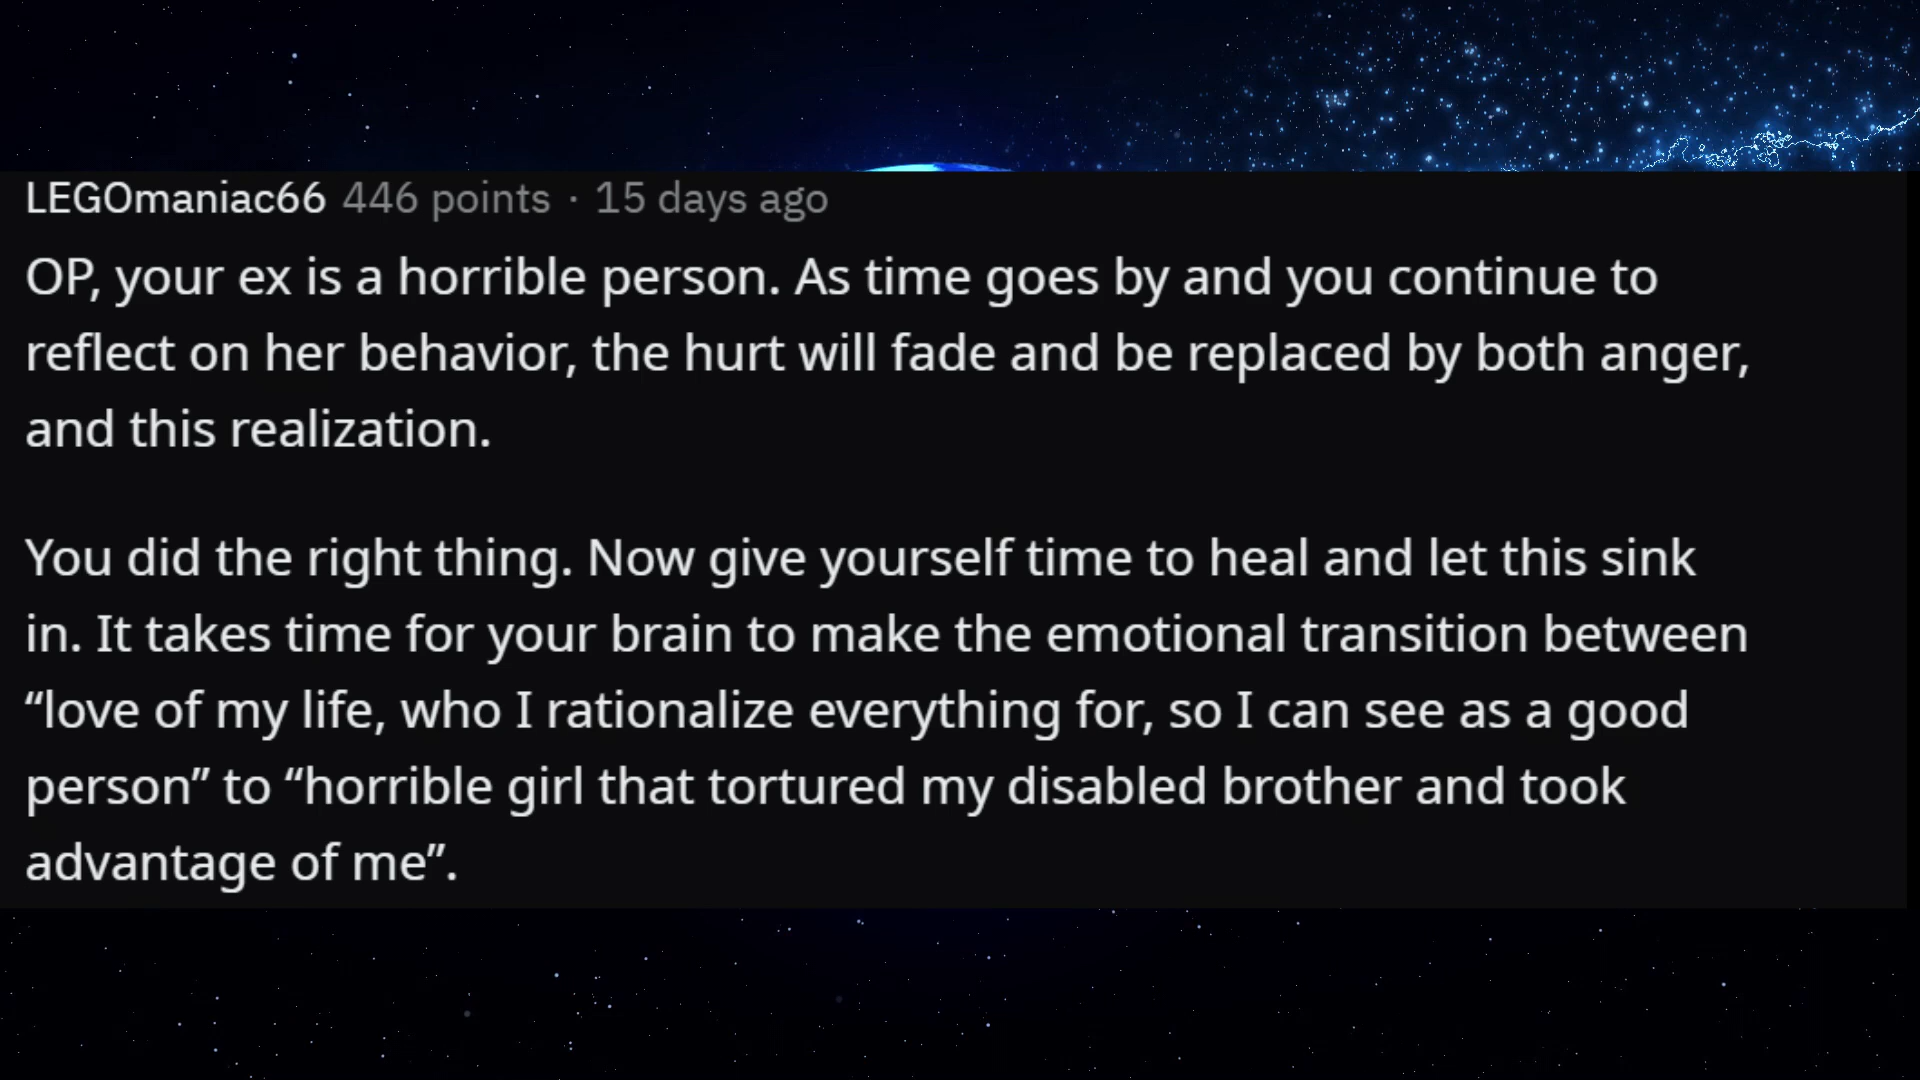 LEGOmaniac66 446 points · 15 days ago
OP, your ex is a horrible person. As time goes by and you continue to
reflect on her behavior, the hurt will fade and be replaced by both anger,
and this realization.
You did the right thing. Now give yourself time to heal and let this sink
in. It takes time for your brain to make the emotional transition between
“love of my life, who I rationalize everything for, so I can see as a good
person” to “horrible girl that tortured my disabled brother and took
advantage of me”.